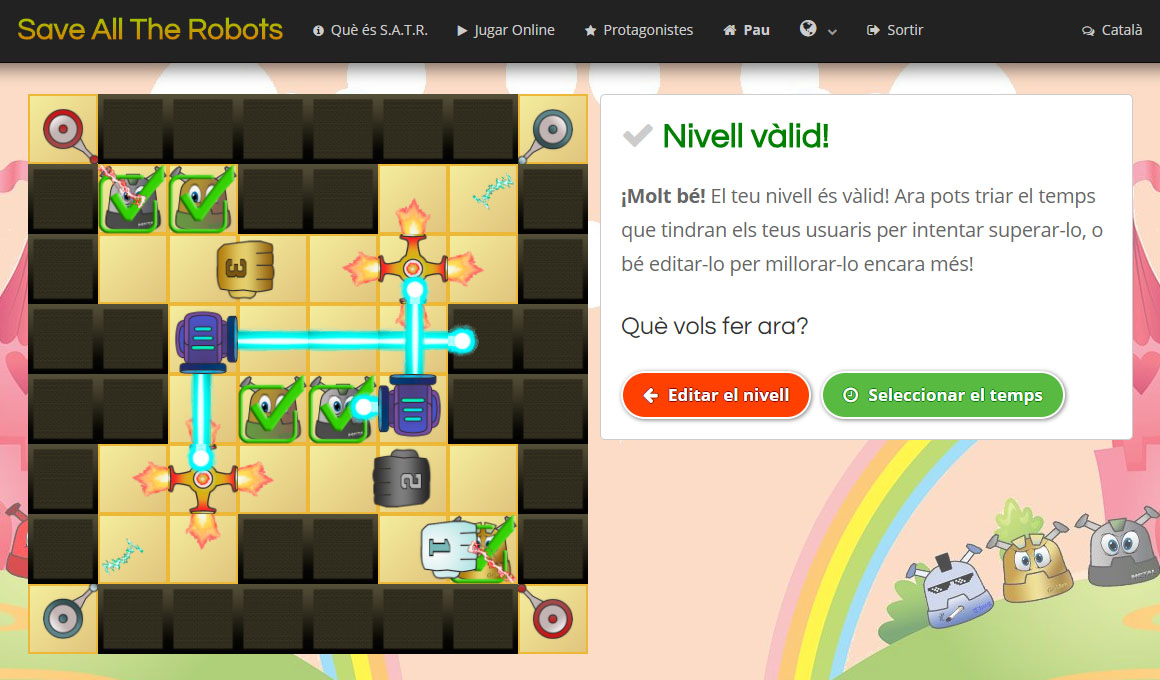 Save All The Robots
Què és S.A.T.R.
Jugar Online
Protagonistes
Pau
Sortir
Català
Nivell vàlid!
¡Molt bé! El teu nivell és vàlid! Ara pots triar el temps
que tindran els teus usuaris per intentar superar-lo, o
bé editar-lo per millorar-lo encara més!
Què vols fer ara?
Editar el nivell
Seleccionar el temps
3
2
1